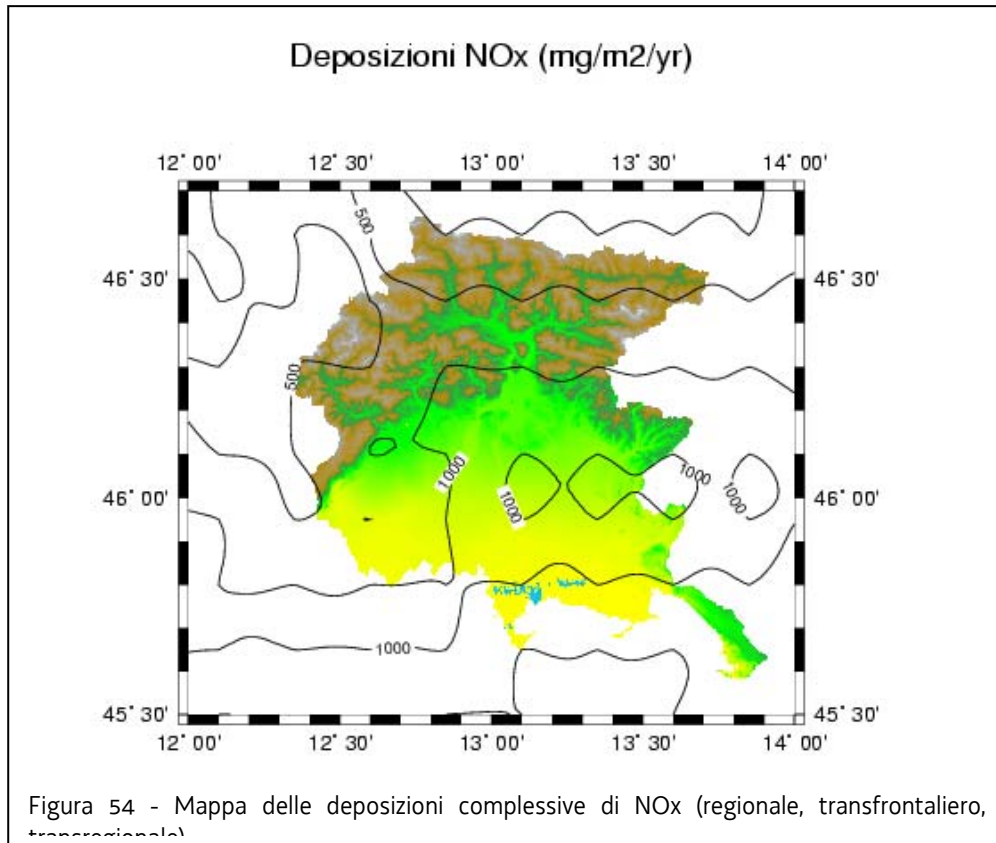 Deposizioni NOx (mg/m2/yr)
12° 00' 12° 30' 13° 00' 13° 30' 14° 00'
500
46° 30' 46° 30'
500
1000
1000
1000
1000
46° 00' 46° 00'
1000
45° 30' 45° 30'
12° 00' 12° 30' 13° 00' 13° 30' 14° 00'
Figura 54 - Mappa delle deposizioni complessive di NOx (regionale, transfrontaliero,
transregionale)